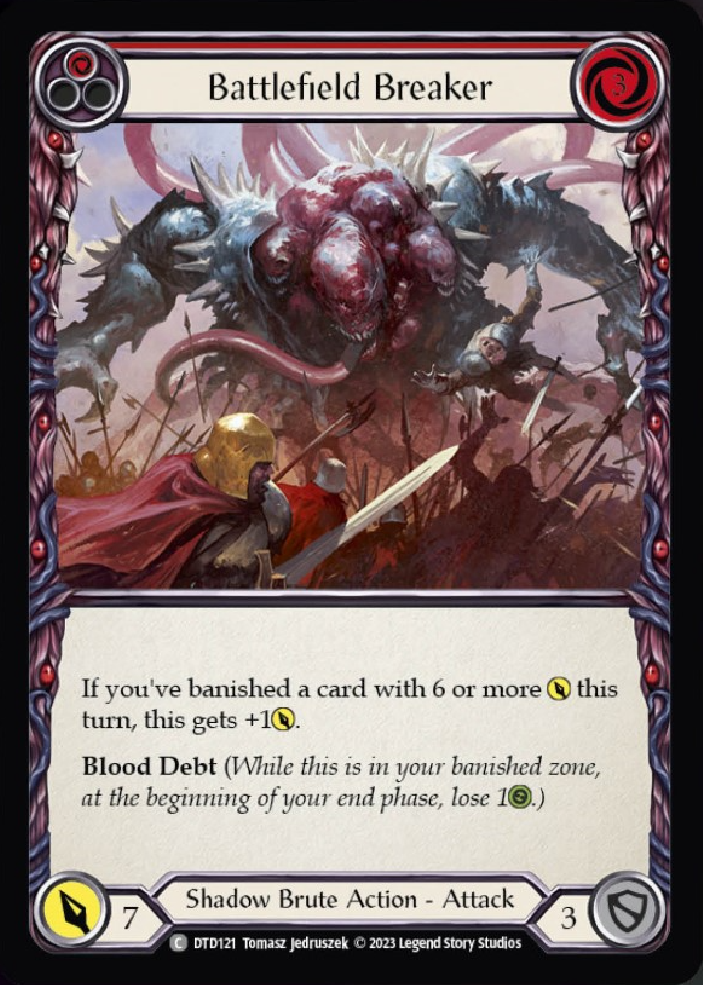 Battlefield Breaker
3
If you've banished a card with 6 or more this
turn, this gets +1.
Blood Debt (While this is in your banished zone,
at the beginning of your end phase, lose 1.)
7
Shadow Brute Action - Attack
3
C DTD121 Tomasz Jedruszek © 2023 Legend Story Studios